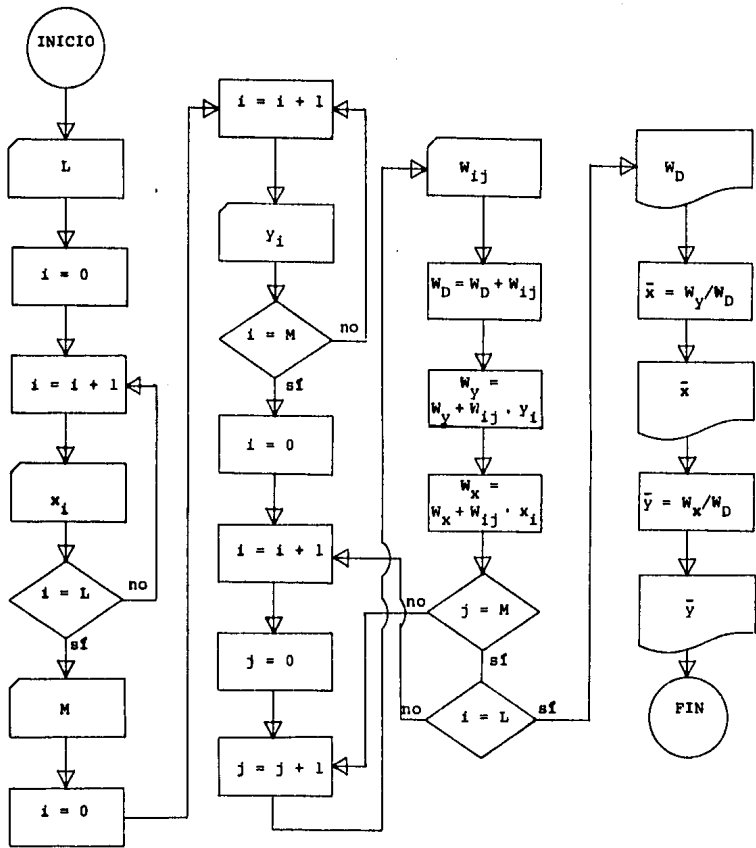 INICIO
L
i = 0
i = i + 1
x_i
i = L
no
sí
M
i = 0
i = i + 1
y_i
i = M
no
sí
i = 0
i = i + 1
j = 0
j = j + 1
W_ij
W_D = W_D + W_ij
W_y =
W_y + W_ij . y_i
W_x =
W_x + W_ij . x_i
j = M
no
sí
i = L
no
sí
W_D
x̄ = W_y/W_D
x̄
ȳ = W_x/W_D
ȳ
FIN